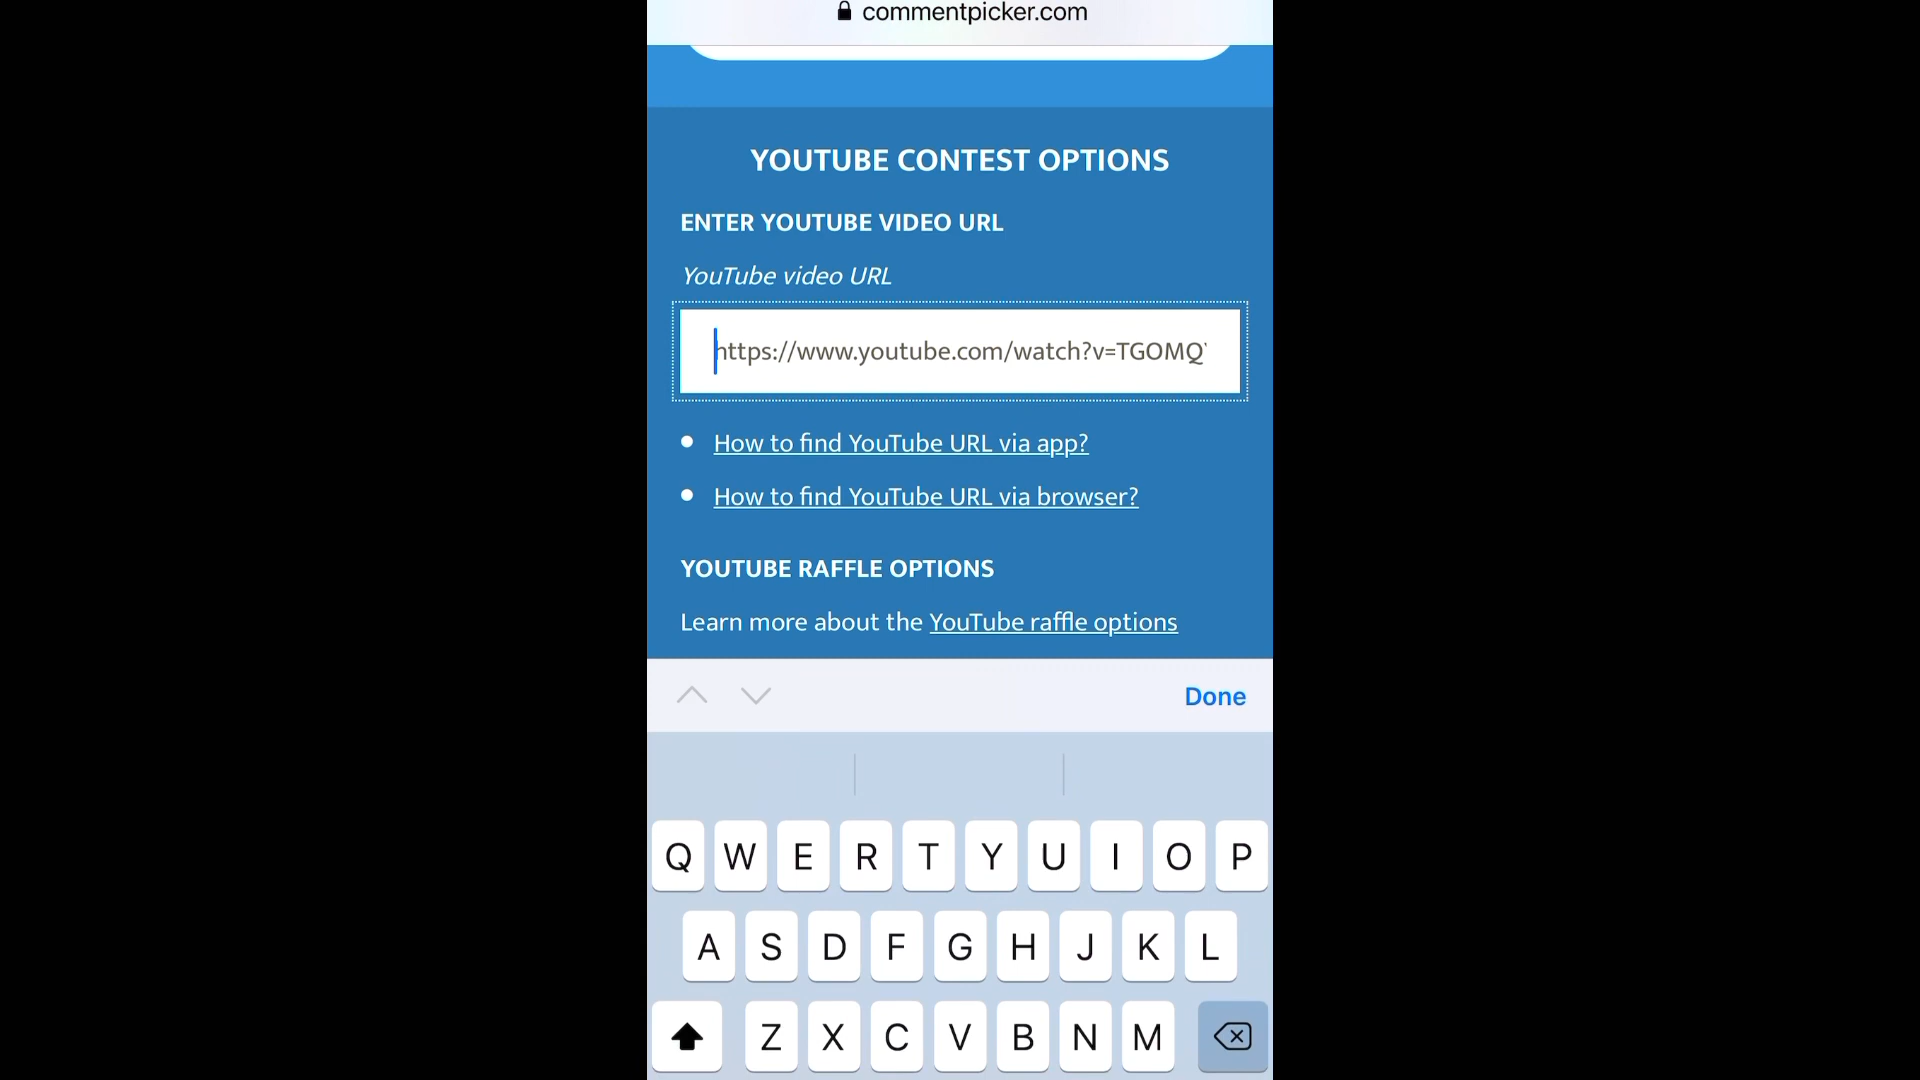 commentpicker.com
YOUTUBE CONTEST OPTIONS
ENTER YOUTUBE VIDEO URL
YouTube video URL
https://www.youtube.com/watch?v=TGOMQ
How to find YouTube URL via app?
How to find YouTube URL via browser?
YOUTUBE RAFFLE OPTIONS
Learn more about the YouTube raffle options
Done
Q W E R T Y U I O P
A S D F G H J K L
Z X C V B N M